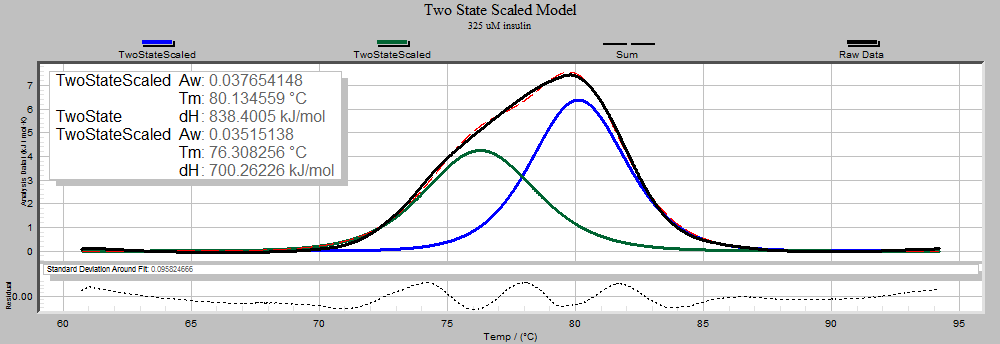 Two State Scaled Model
325 uM insulin
TwoStateScaled TwoStateScaled Sum Raw Data
TwoStateScaled Aw: 0.037654148
Tm: 80.134559 °C
TwoState dH: 838.4005 kJ/mol
TwoStateScaled Aw: 0.03515138
Tm: 76.308256 °C
dH: 700.26226 kJ/mol
7
6
5
4
3
2
1
0
Standard Deviation Around Fit: 0.095824666
Residual
0.00
60 65 70 75 80 85 90 95
Temp / (°C)